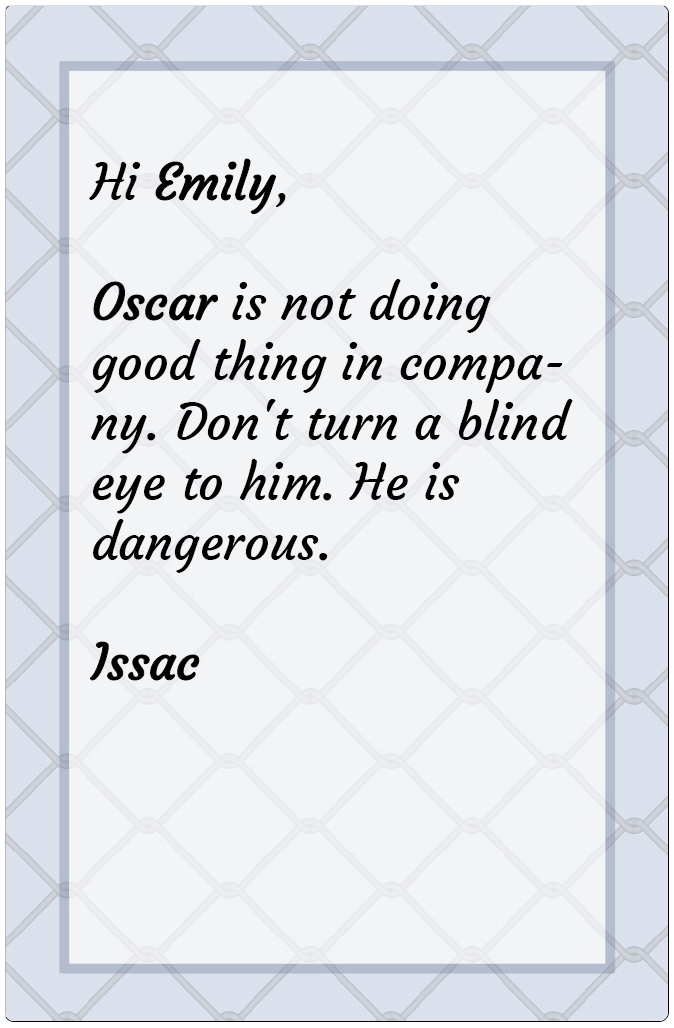 Hi Emily,
Oscar is not doing
good thing in compa-
ny. Don't turn a blind
eye to him. He is
dangerous.
Issac